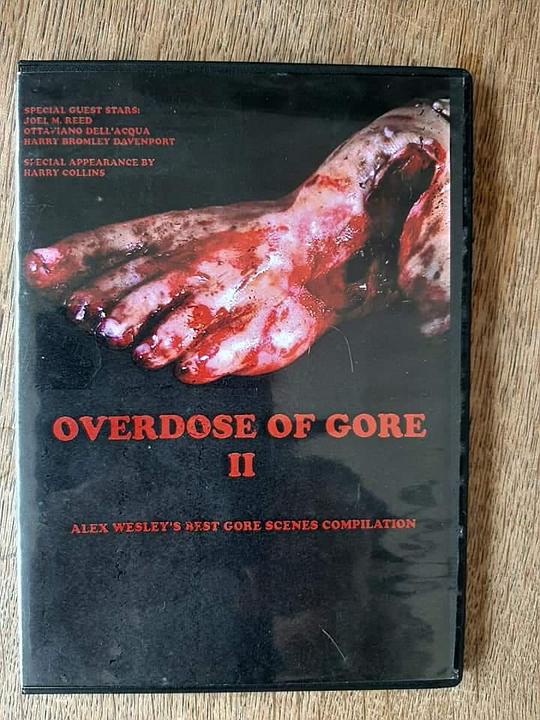 SPECIAL GUEST STARS:
JOEL M. REED
OTTAVIANO DELL'ACQUA
HARRY BROMLEY DAVENPORT
SPECIAL APPEARANCE BY
HARRY COLLINS
OVERDOSE OF GORE
II
ALEX WESLEY'S BEST GORE SCENES COMPILATION